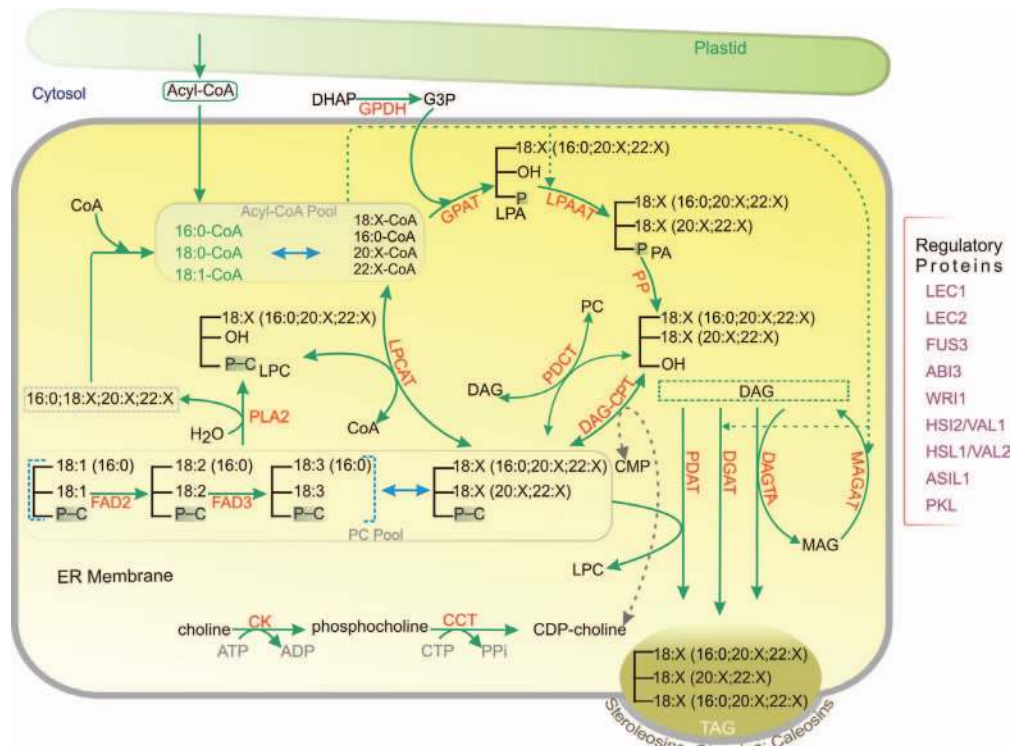 Plastid
Cytosol
Acyl-CoA
DHAP
GPDH
G3P
18:X (16:0;20:X;22:X)
OH
P
LPA
GPAT
LPAAT
CoA
Acyl-CoA Pool
16:0-CoA
18:0-CoA
18:1-CoA
18:X-CoA
16:0-CoA
20:X-CoA
22:X-CoA
18:X (16:0;20:X;22:X)
18:X (20:X;22:X)
P PA
PP
Regulatory
Proteins
LEC1
LEC2
FUS3
ABI3
WRI1
HSI2/VAL1
HSL1/VAL2
ASIL1
PKL
18:X (16:0;20:X;22:X)
OH
P-C LPC
LPCAT
PC
PDCT
DAG
18:X (16:0;20:X;22:X)
18:X (20:X;22:X)
OH
DAG-CPT
DAG
16:0;18:X;20:X;22:X
PLA2
H2O
CoA
CMP
18:1 (16:0)
18:1
P-C
FAD2
18:2 (16:0)
18:2
P-C
FAD3
18:3 (16:0)
18:3
P-C
18:X (16:0;20:X;22:X)
18:X (20:X;22:X)
P-C
PC Pool
PDAT
DGAT
DAGTA
MAGAT
MAG
LPC
ER Membrane
choline
CK
phosphocholine
CCT
CDP-choline
ATP
ADP
CTP
PPi
18:X (16:0;20:X;22:X)
18:X (20:X;22:X)
18:X (16:0;20:X;22:X)
TAG
Steroleosins Caleosins